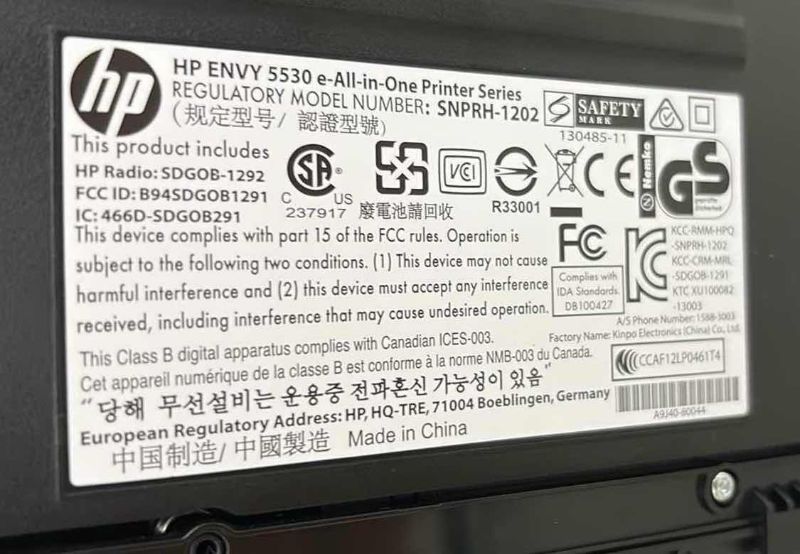 hp
HP ENVY 5530 e-All-in-One Printer Series
REGULATORY MODEL NUMBER: SNPRH-1202
(规定型号/ 認證型號)
SAFETY
MARK
130485-11
This product includes
HP Radio: SDGOB-1292
FCC ID: B94SDGOB1291
IC: 466D-SDGOB291
C US
237917
廢電池請回收
VCI
R33001
CE
Nemko
GS
geprüfte
Sicherheit
This device complies with part 15 of the FCC rules. Operation is
subject to the following two conditions. (1) This device may not cause
harmful interference and (2) this device must accept any interference
received, including interference that may cause undesired operation.
FC
Complies with
IDA Standards
DB100427
KCC-RMM-HPQ
-SNPRH-1202
KCC-CRM-MRL
-SDGOB-1291
KTC XU100082
-13003
A/S Phone Number: 1588-3003
Factory Name: Kinpo Electronics (China) Co., Ltd.
This Class B digital apparatus complies with Canadian ICES-003.
Cet appareil numérique de la classe B est conforme à la norme NMB-003 du Canada.
CCAF12LP0461T4
"당해 무선설비는 운용중 전파혼신 가능성이 있음"
European Regulatory Address: HP, HQ-TRE, 71004 Boeblingen, Germany
A9J40-80044
中国制造/ 中國製造 Made in China